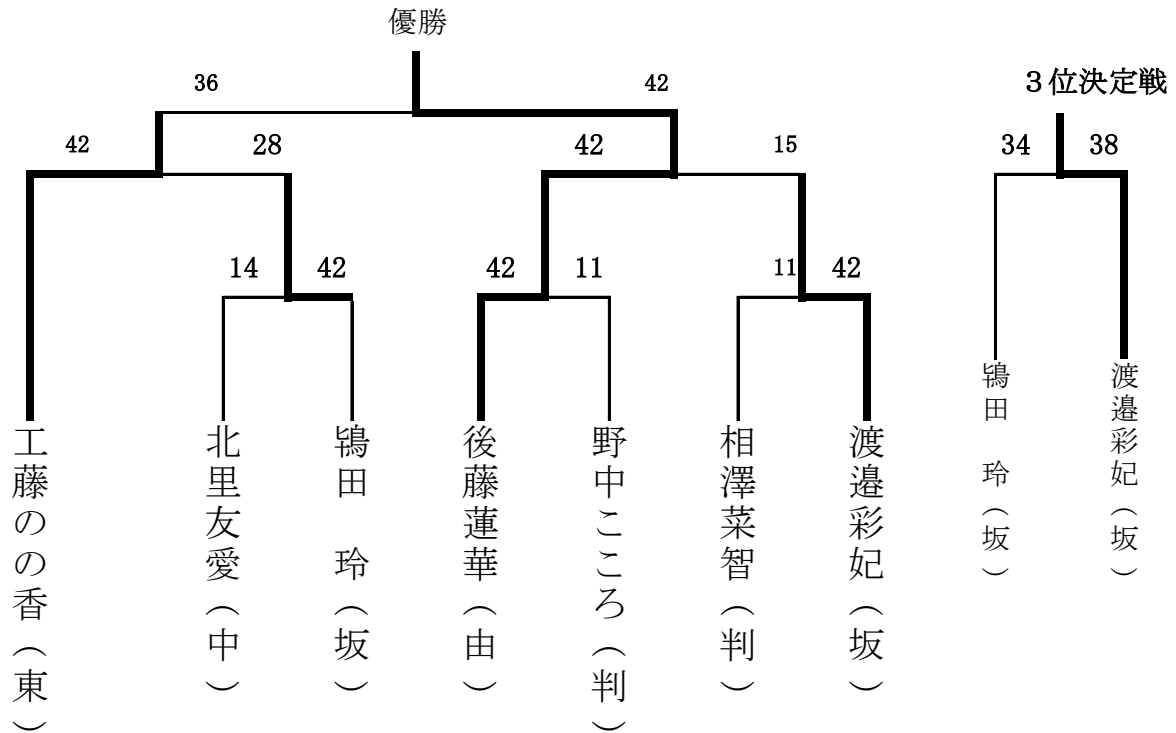 優勝
36
42
３位決定戦
42
28
42
15
34
38
14
42
42
11
11
42
工藤のの香（東）
北里友愛（中）
鴇田　玲（坂）
後藤蓮華（由）
野中こころ（判）
相澤菜智（判）
渡邉彩妃（坂）
鴇田　玲（坂）
渡邉彩妃（坂）